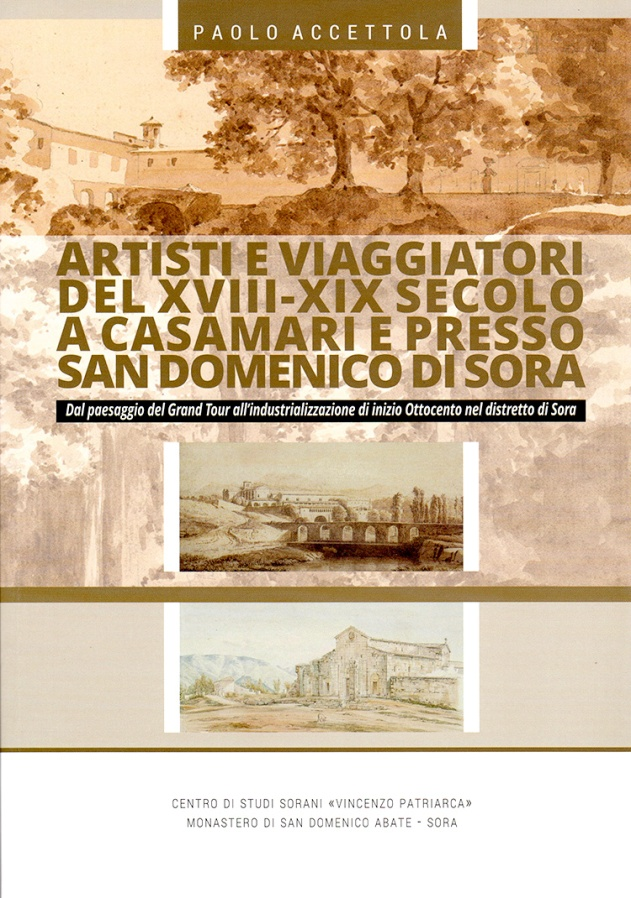 PAOLO ACCETTOLA
ARTISTI E VIAGGIATORI
DEL XVIII-XIX SECOLO
A CASAMARI E PRESSO
SAN DOMENICO DI SORA
Dal paesaggio del Grand Tour all'industrializzazione di inizio Ottocento nel distretto di Sora
CENTRO DI STUDI SORANI «VINCENZO PATRIARCA»
MONASTERO DI SAN DOMENICO ABATE - SORA